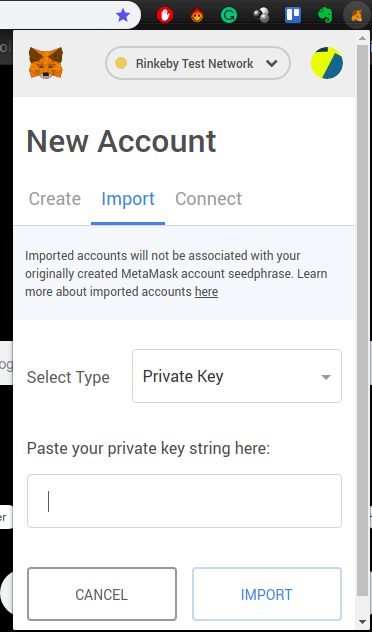 Rinkeby Test Network
New Account
Create Import Connect
Imported accounts will not be associated with your
originally created MetaMask account seedphrase. Learn
more about imported accounts here
Select Type Private Key
Paste your private key string here:
CANCEL IMPORT